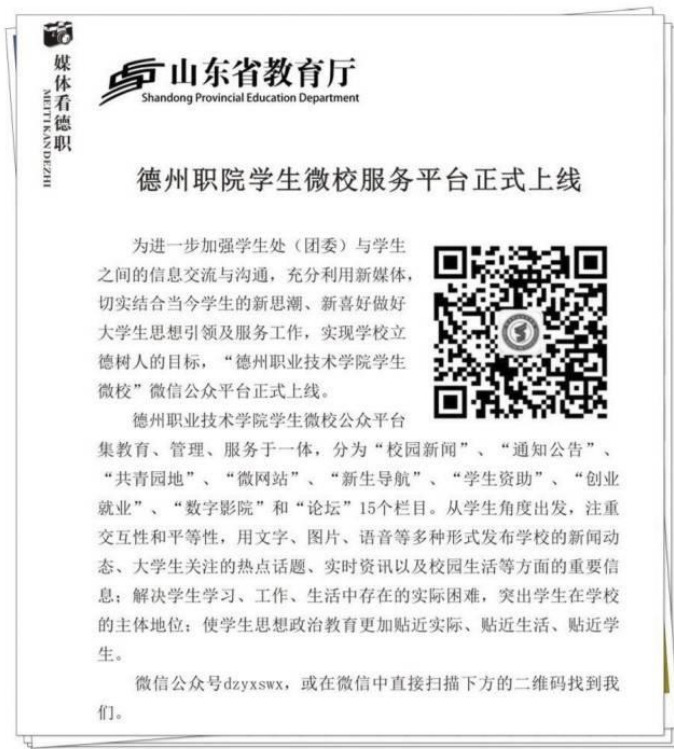 媒体看德职
MEITI KAN DEZHI
山东省教育厅
Shandong Provincial Education Department
德州职院学生微校服务平台正式上线
为进一步加强学生处（团委）与学生
之间的信息交流与沟通，充分利用新媒体，
切实结合当今学生的新思潮、新喜好做好
大学生思想引领及服务工作，实现学校立
德树人的目标，“德州职业技术学院学生
微校”微信公众平台正式上线。
德州职业技术学院学生微校公众平台
集教育、管理、服务于一体，分为“校园新闻”、“通知公告”、
“共青园地”、“微网站”、“新生导航”、“学生资助”、“创业
就业”、“数字影院”和“论坛”15个栏目。从学生角度出发，注重
交互性和平等性，用文字、图片、语音等多种形式发布学校的新闻动
态、大学生关注的热点话题、实时资讯以及校园生活等方面的重要信
息；解决学生学习、工作、生活中存在的实际困难，突出学生在学校
的主体地位；使学生思想政治教育更加贴近实际、贴近生活、贴近学
生。
微信公众号dzyxswx，或在微信中直接扫描下方的二维码找到我
们。